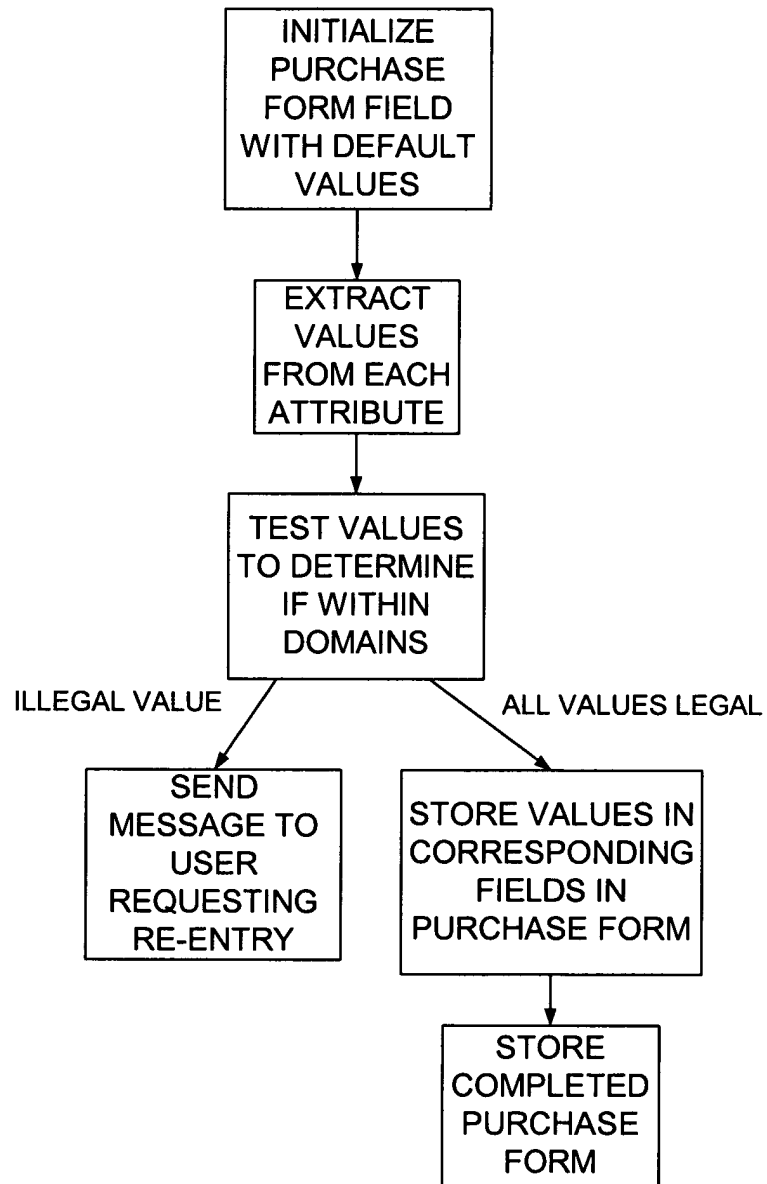 INITIALIZE
PURCHASE
FORM FIELD
WITH DEFAULT
VALUES
EXTRACT
VALUES
FROM EACH
ATTRIBUTE
TEST VALUES
TO DETERMINE
IF WITHIN
DOMAINS
ILLEGAL VALUE
ALL VALUES LEGAL
SEND
MESSAGE TO
USER
REQUESTING
RE-ENTRY
STORE VALUES IN
CORRESPONDING
FIELDS IN
PURCHASE FORM
STORE
COMPLETED
PURCHASE
FORM